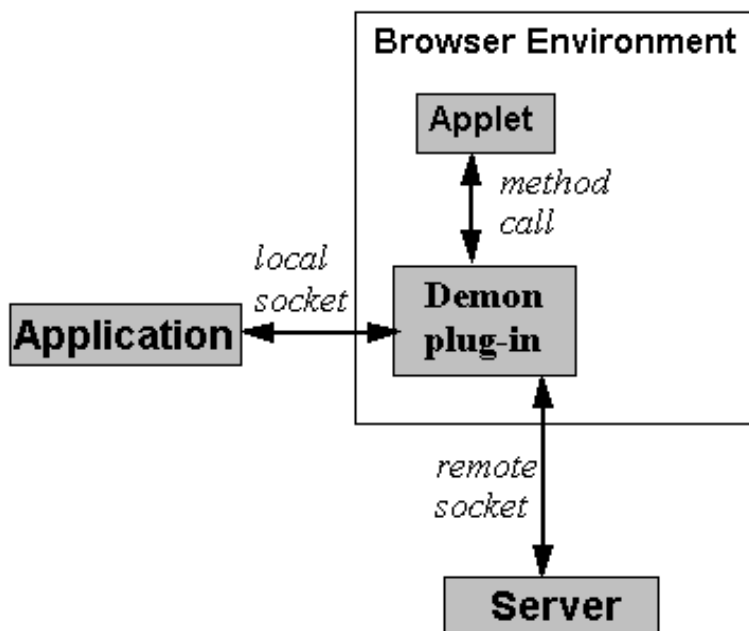 Browser Environment
Applet
method
call
local
socket
Demon
plug-in
Application
remote
socket
Server